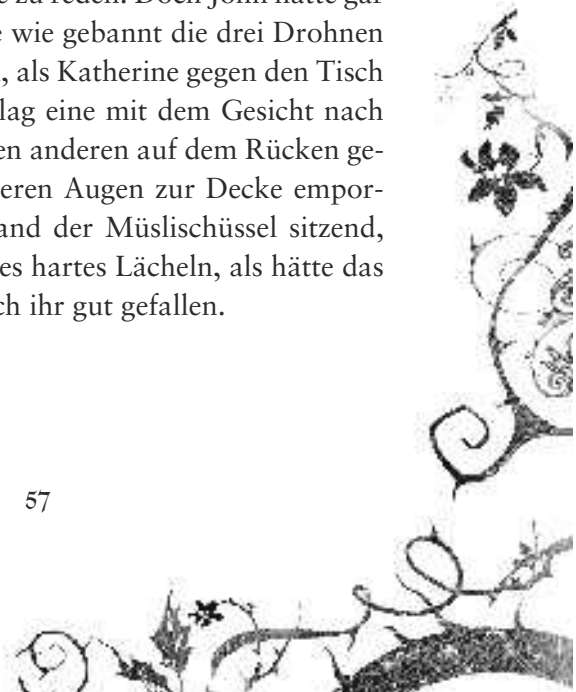 e zu reden. Doch John hatte gar
e wie gebannt die drei Drohnen
, als Katherine gegen den Tisch
lag eine mit dem Gesicht nach
en anderen auf dem Rücken ge-
eren Augen zur Decke empor-
and der Müslischüssel sitzend,
es hartes Lächeln, als hätte das
ch ihr gut gefallen.
57